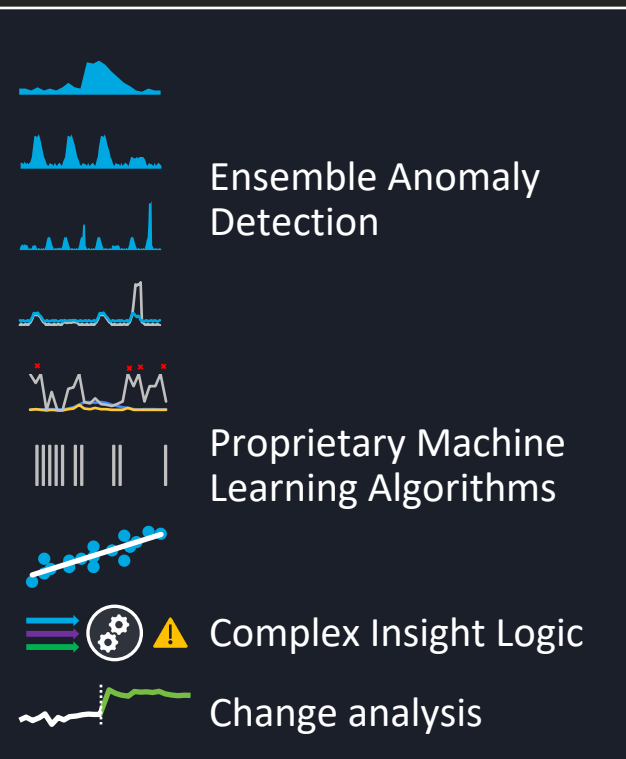 Ensemble Anomaly
Detection
Proprietary Machine
Learning Algorithms
Complex Insight Logic
Change analysis